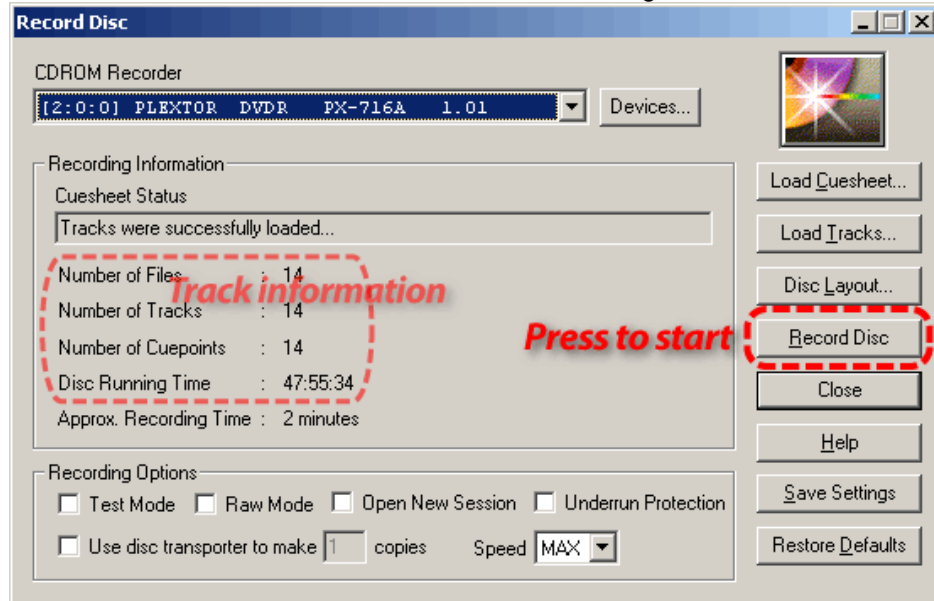 Record Disc
CDROM Recorder
[2:0:0] PLEXTOR DVDR PX-716A 1.01
Devices...
Recording Information
Cuesheet Status
Tracks were successfully loaded...
Number of Files : 14
Track information
Number of Tracks : 14
Number of Cuepoints : 14
Disc Running Time : 47:55:34
Approx. Recording Time : 2 minutes
Load Cuesheet...
Load Tracks...
Disc Layout...
Press to start
Record Disc
Close
Help
Save Settings
Restore Defaults
Recording Options
Test Mode Raw Mode Open New Session Underrun Protection
Use disc transporter to make 1 copies Speed MAX